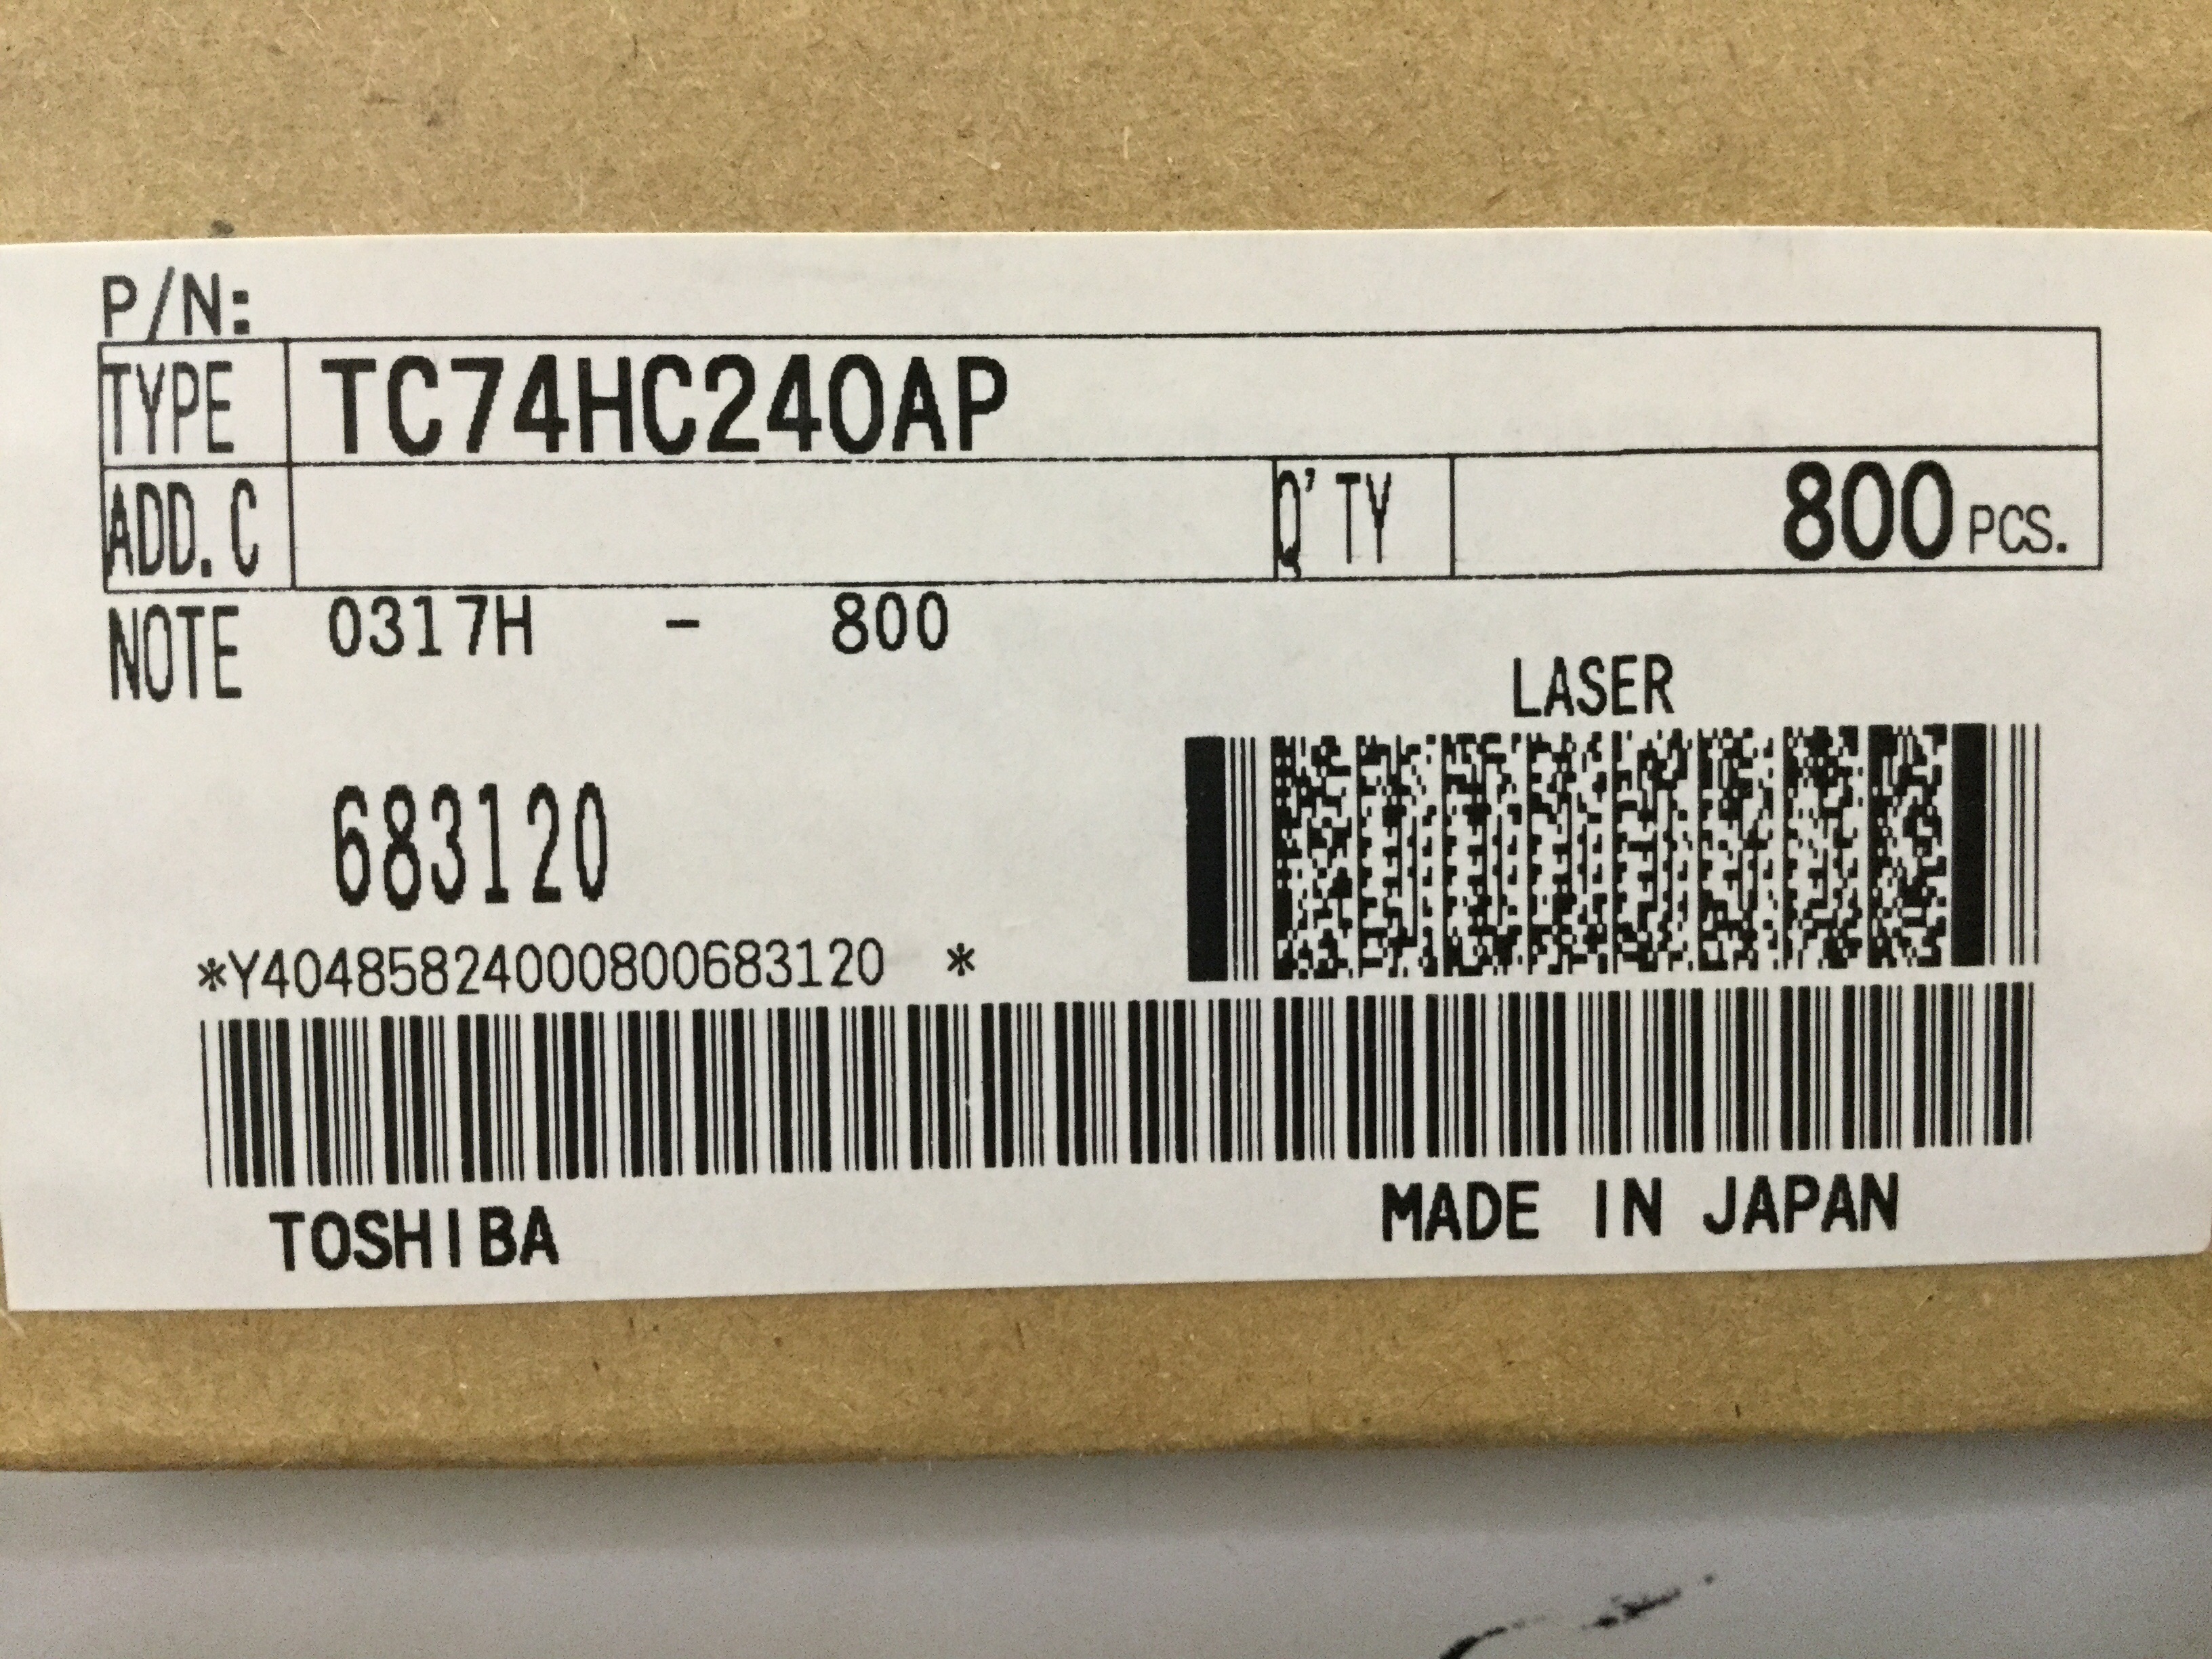 P/N:
TYPE TC74HC240AP
ADD.C Q'TY 800 PCS.
NOTE 0317H - 800
LASER
683120
*Y40485824000800683120 *
TOSHIBA MADE IN JAPAN